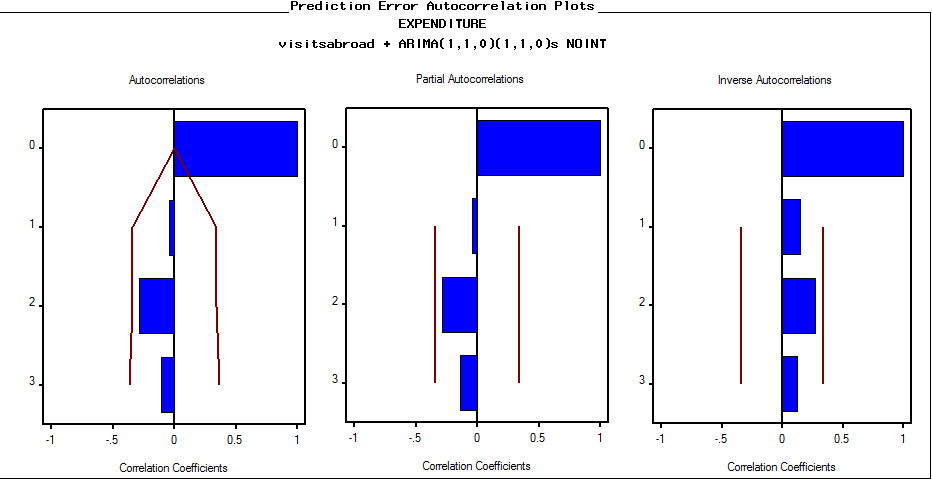 Prediction Error Autocorrelation Plots
EXPENDITURE
visitsabroad + ARIMA(1,1,0)(1,1,0)s NOINT
Autocorrelations
0
1
2
3
-1 -.5 0 0.5 1
Correlation Coefficients
Partial Autocorrelations
0
1
2
3
-1 -.5 0 0.5 1
Correlation Coefficients
Inverse Autocorrelations
0
1
2
3
-1 -.5 0 0.5 1
Correlation Coefficients